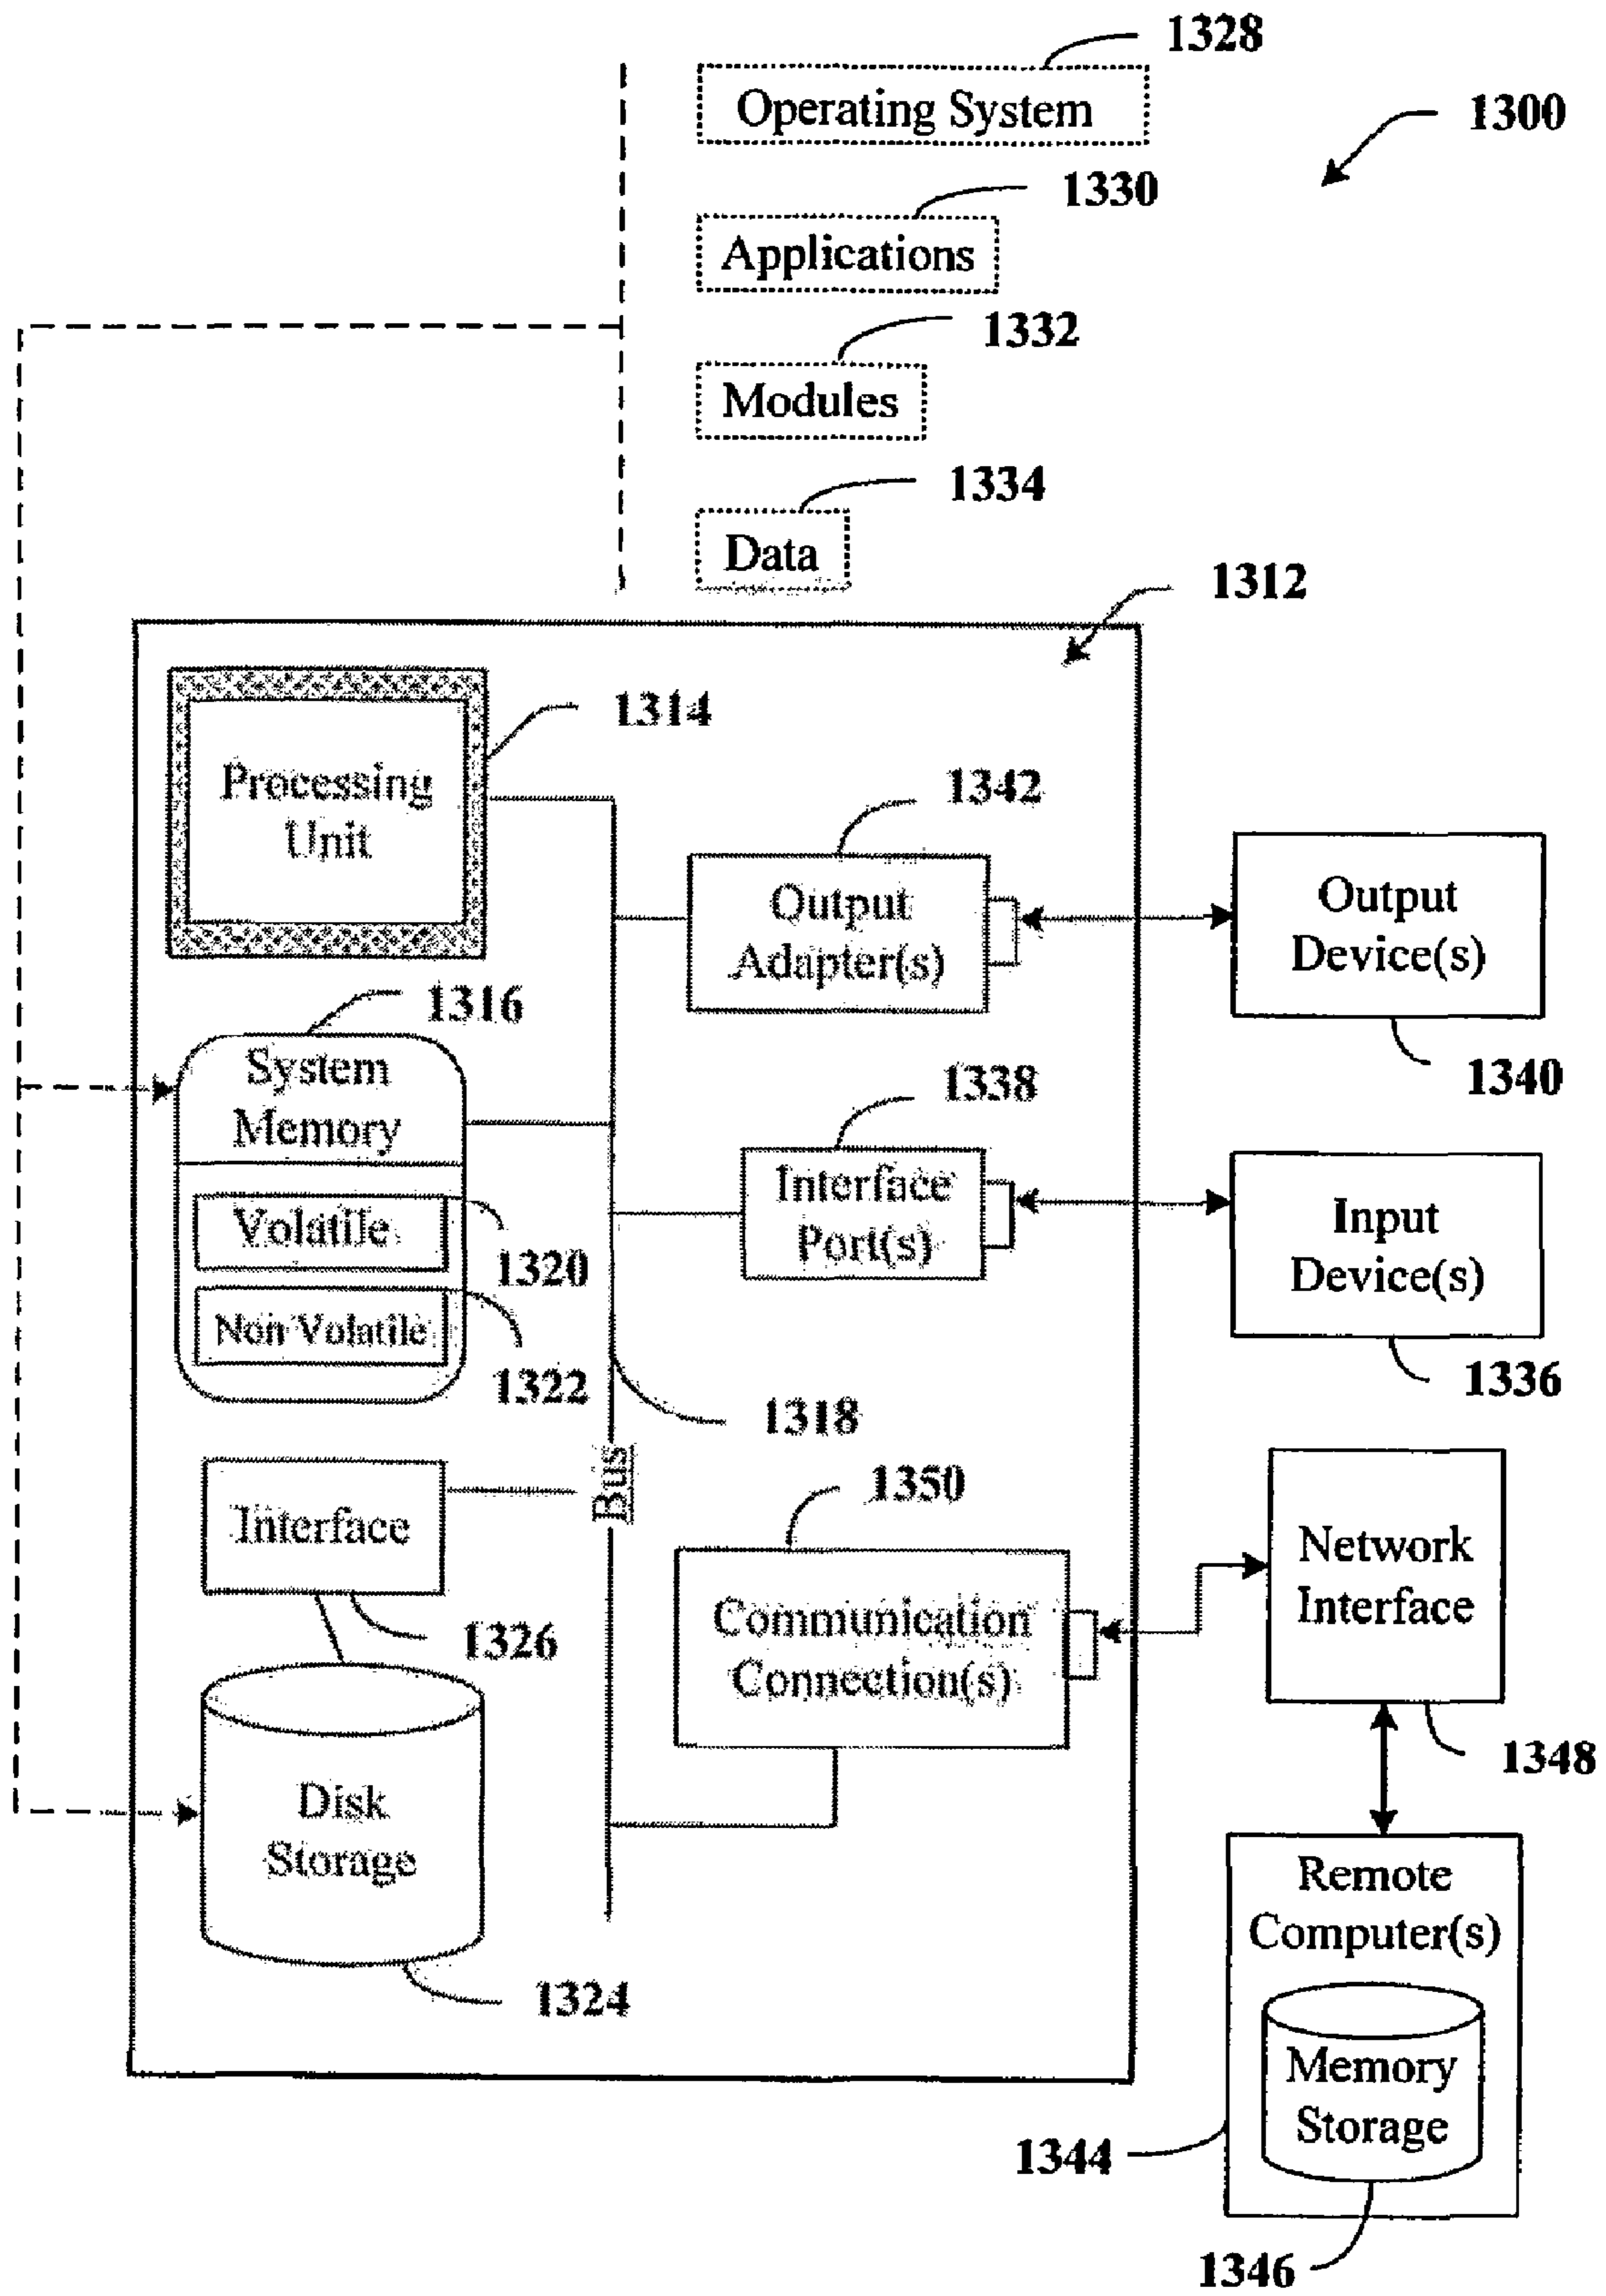 1328
Operating System
1300
1330
Applications
1332
Modules
1334
Data
1312
1314
Processing
Unit
1342
Output
Adapter(s)
Output
Device(s)
1340
1316
System
Memory
1338
Interface
Port(s)
Input
Device(s)
1336
Volatile
1320
Non Volatile
1322
1318
Bus
1350
Interface
1326
Communication
Connection(s)
Network
Interface
1348
Disk
Storage
1324
Remote
Computer(s)
Memory
Storage
1344
1346